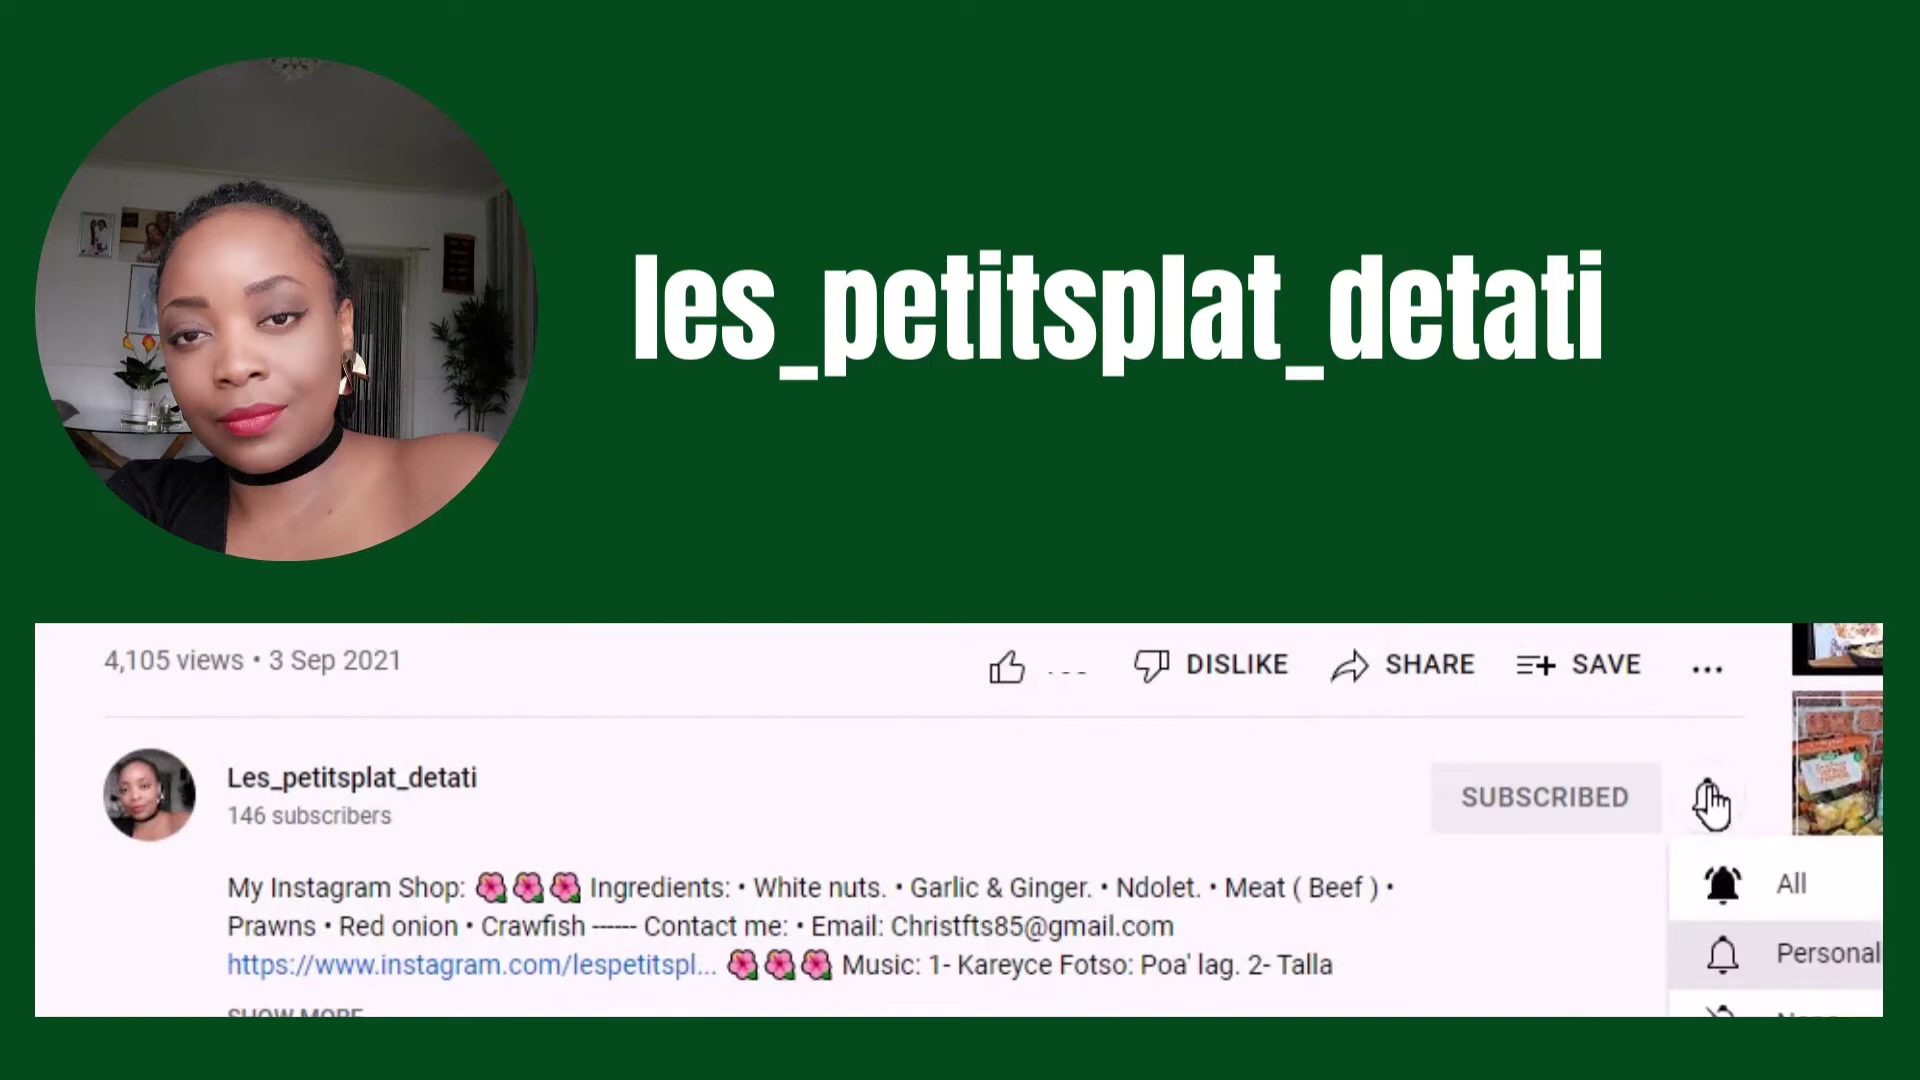 les_petitsplat_detati
4,105 views • 3 Sep 2021
DISLIKE
SHARE
SAVE
Les_petitsplat_detati
146 subscribers
SUBSCRIBED
My Instagram Shop: 🌺🌺🌺 Ingredients: • White nuts. • Garlic & Ginger. • Ndolet. • Meat ( Beef ) •
Prawns • Red onion • Crawfish ------ Contact me: • Email: Christfts85@gmail.com
https://www.instagram.com/lespetitspl... 🌺🌺🌺 Music: 1- Kareyce Fotso: Poa' lag. 2- Talla
SHOW MORE
All
Personal